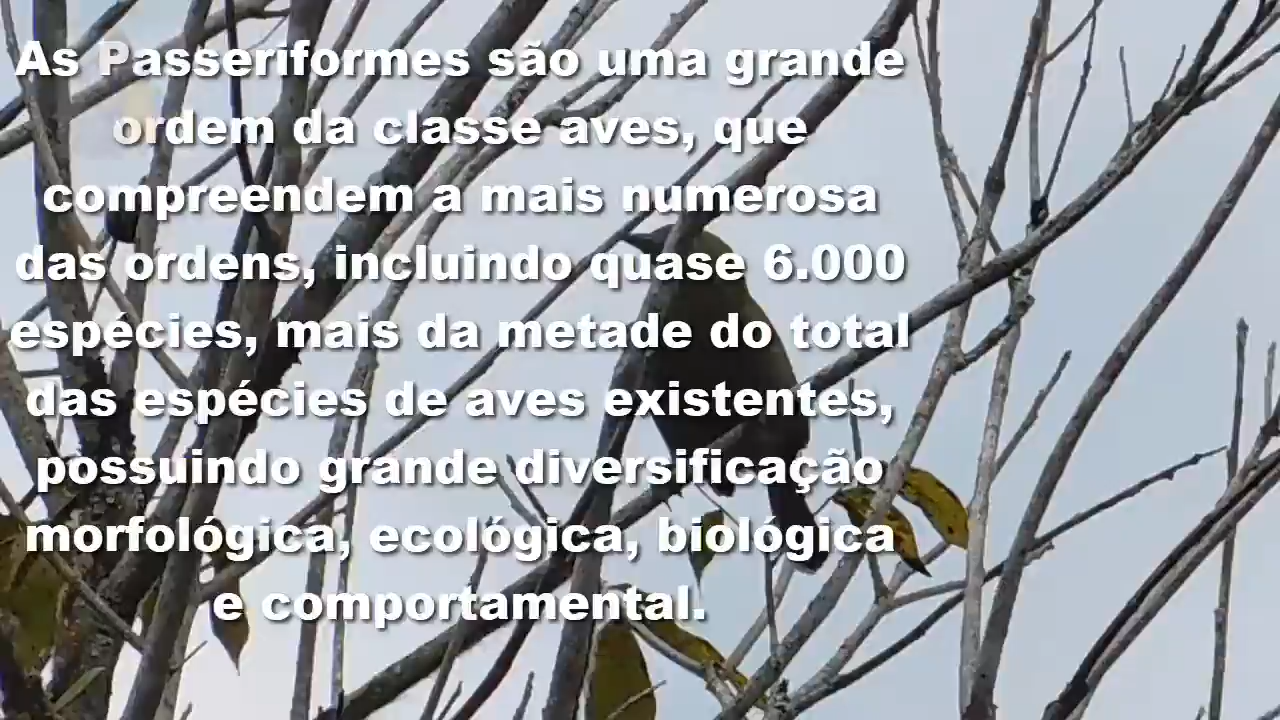 As Passeriformes são uma grande
ordem da classe aves, que
compreendem a mais numerosa
das ordens, incluindo quase 6.000
espécies, mais da metade do total
das espécies de aves existentes,
possuindo grande diversificação
morfológica, ecológica, biológica
e comportamental.